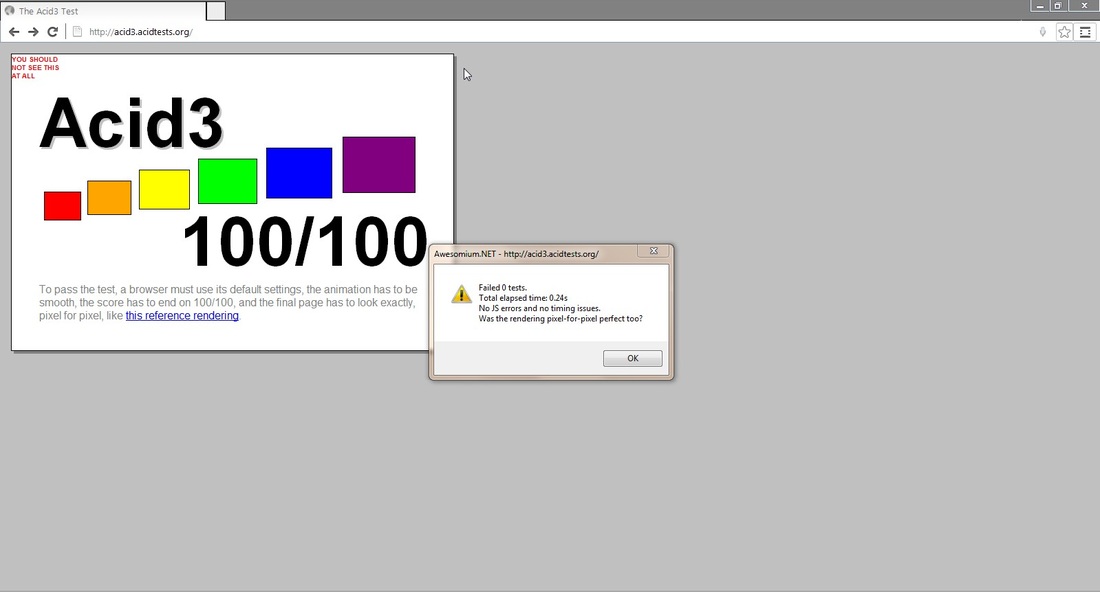 The Acid3 Test
http://acid3.acidtests.org/
YOU SHOULD
NOT SEE THIS
AT ALL
Acid3
100/100
To pass the test, a browser must use its default settings, the animation has to be
smooth, the score has to end on 100/100, and the final page has to look exactly,
pixel for pixel, like this reference rendering.
Awesomium.NET - http://acid3.acidtests.org/
Failed 0 tests.
Total elapsed time: 0.24s
No JS errors and no timing issues.
Was the rendering pixel-for-pixel perfect too?
OK